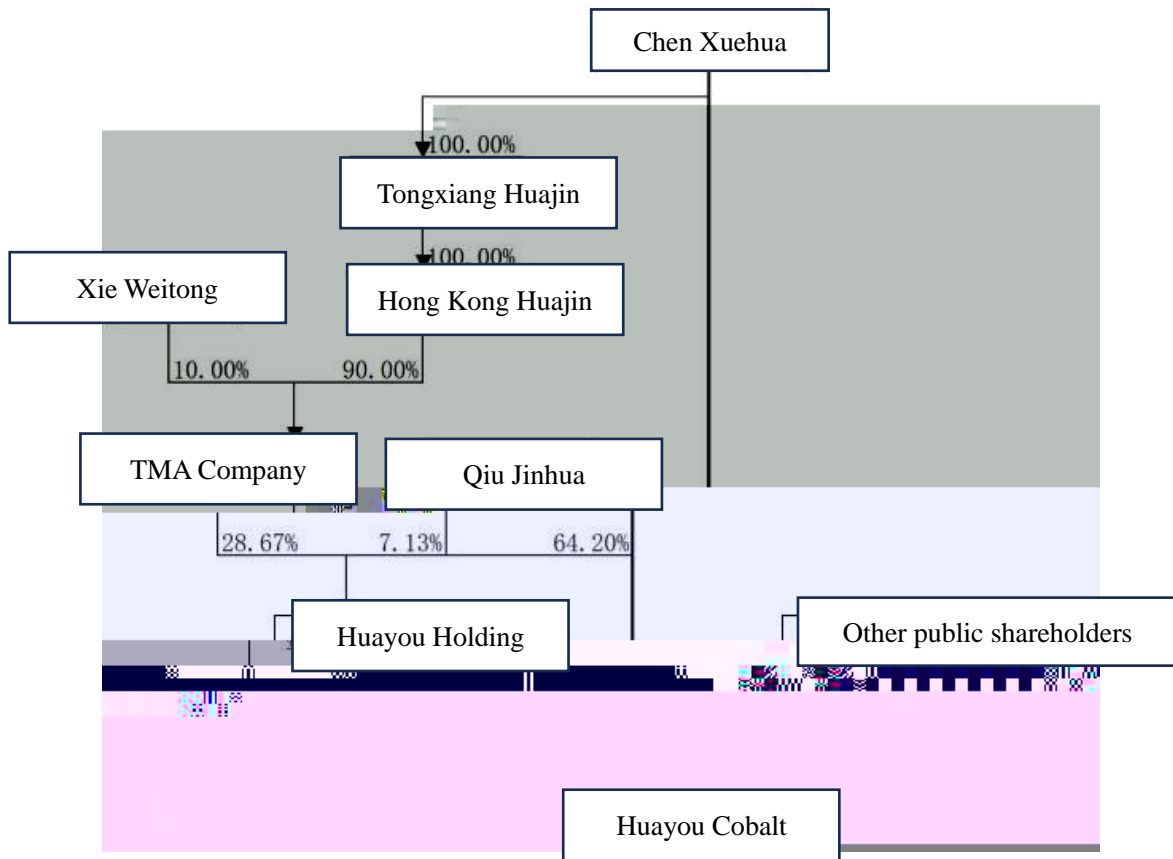 Chen Xuehua
100.00%
Tongxiang Huajin
100.00%
Xie Weitong
Hong Kong Huajin
10.00%
90.00%
TMA Company
Qiu Jinhua
28.67%
7.13%
64.20%
Huayou Holding
Other public shareholders
Huayou Cobalt